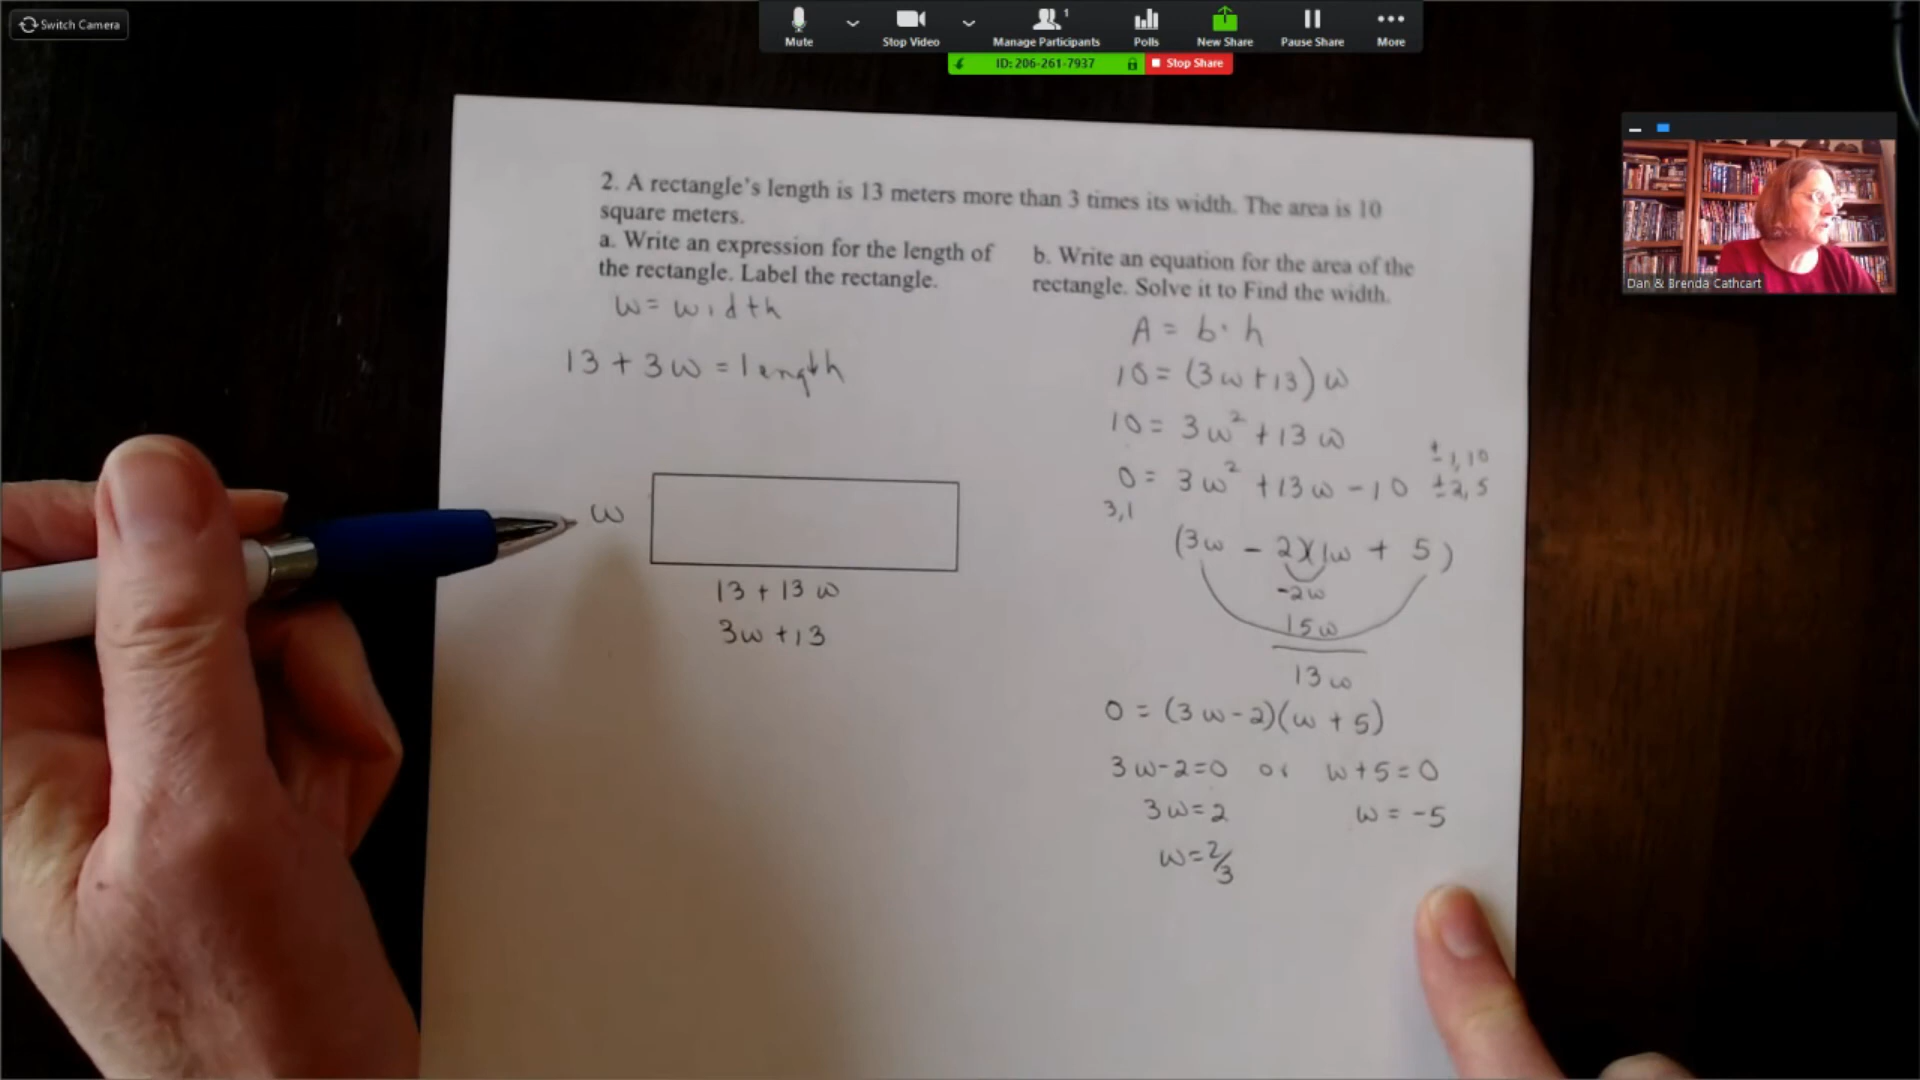 Switch Camera
Mute
Stop Video
1
Manage Participants
Polls
New Share
Pause Share
More
ID: 206-261-7937
Stop Share
Dan & Brenda Cathcart
2. A rectangle's length is 13 meters more than 3 times its width. The area is 10
square meters.
a. Write an expression for the length of
the rectangle. Label the rectangle.
w = width
13 + 3w = length
w
13 + 13w
3w + 13
b. Write an equation for the area of the
rectangle. Solve it to Find the width.
A = b · h
10 = (3w + 13)w
10 = 3w² + 13w
0 = 3w² + 13w - 10
± 1, 10
± 2, 5
3, 1
(3w - 2)(1w + 5)
-2w
15w
13w
0 = (3w - 2)(w + 5)
3w - 2 = 0 or w + 5 = 0
3w = 2 w = -5
w = 2/3